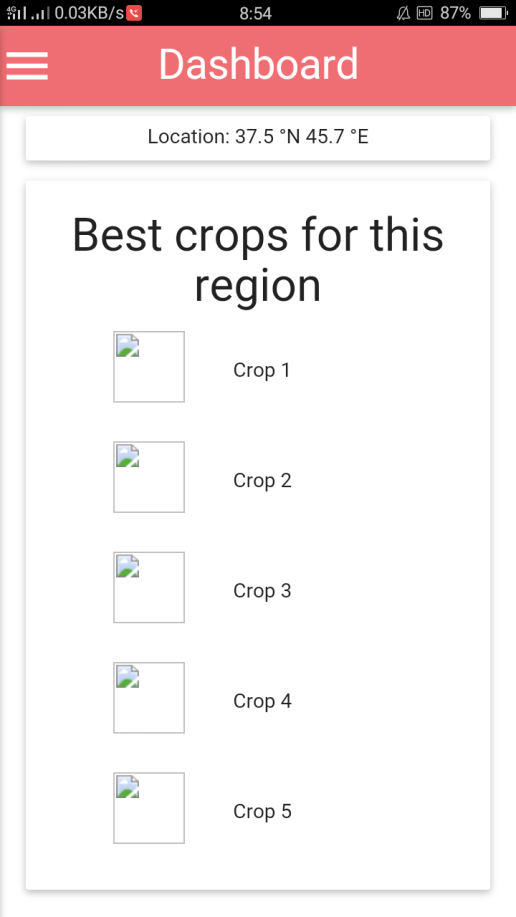 4G 0.03KB/s 8:54 HD 87%
Dashboard
Location: 37.5 °N 45.7 °E
Best crops for this
region
Crop 1
Crop 2
Crop 3
Crop 4
Crop 5